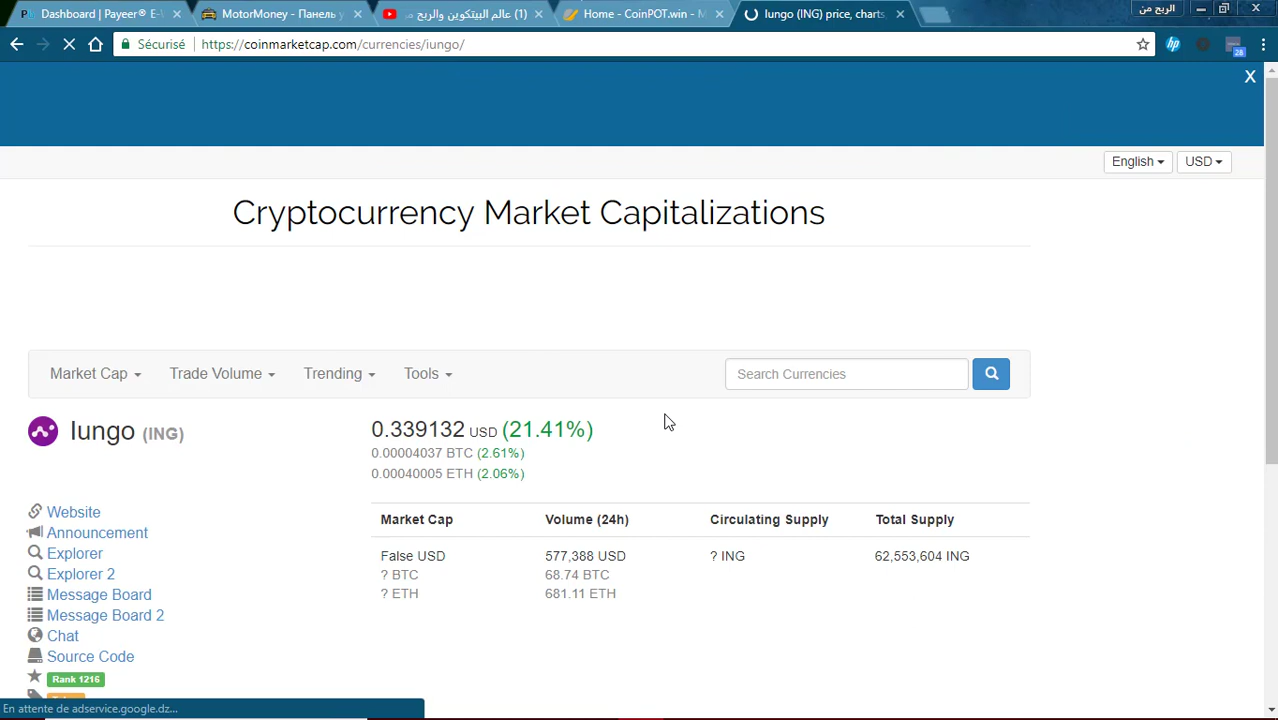 Dashboard | Payeer® E-W
MotorMoney - Панель у
(1) عالم البيتكوين والربح م
Home - CoinPOT.win - M
Iungo (ING) price, charts,
الربح من
Sécurisé
https://coinmarketcap.com/currencies/iungo/
28
X
English
USD
Cryptocurrency Market Capitalizations
Market Cap
Trade Volume
Trending
Tools
Search Currencies
Iungo (ING)
0.339132 USD (21.41%)
0.00004037 BTC (2.61%)
0.00040005 ETH (2.06%)
Website
Announcement
Explorer
Explorer 2
Message Board
Message Board 2
Chat
Source Code
Rank 1216
Market Cap Volume (24h) Circulating Supply Total Supply
False USD 577,388 USD ? ING 62,553,604 ING
? BTC 68.74 BTC
? ETH 681.11 ETH
En attente de adservice.google.dz...